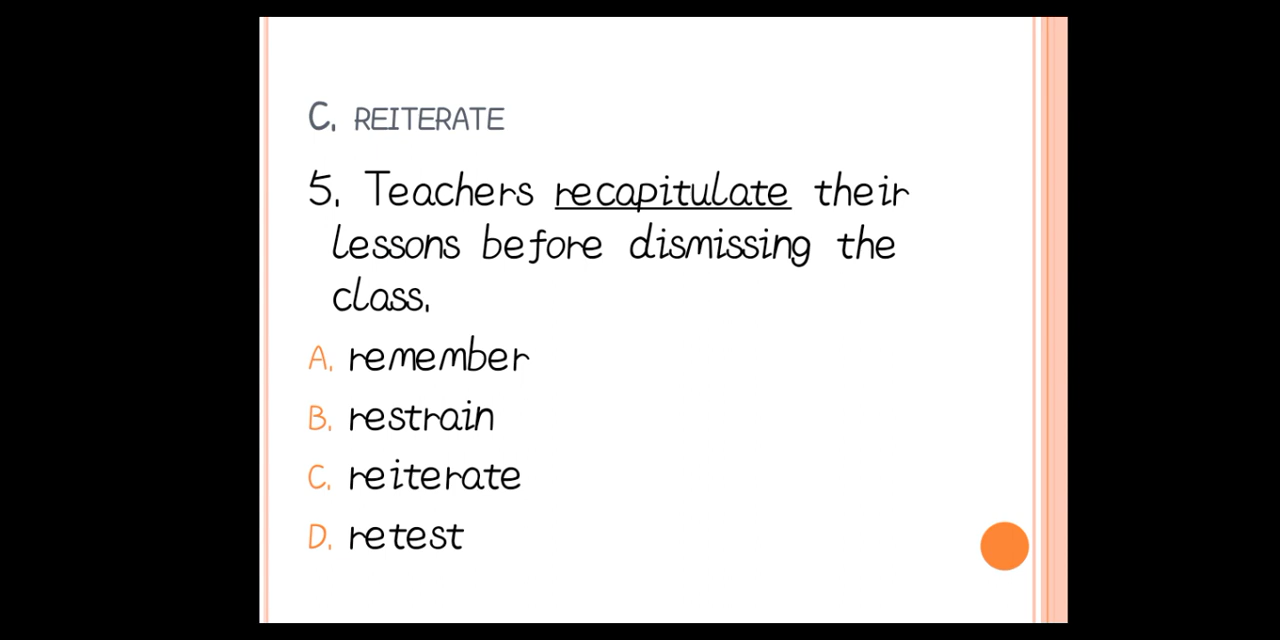 C. REITERATE
5. Teachers recapitulate their
lessons before dismissing the
class.
A. remember
B. restrain
C. reiterate
D. retest